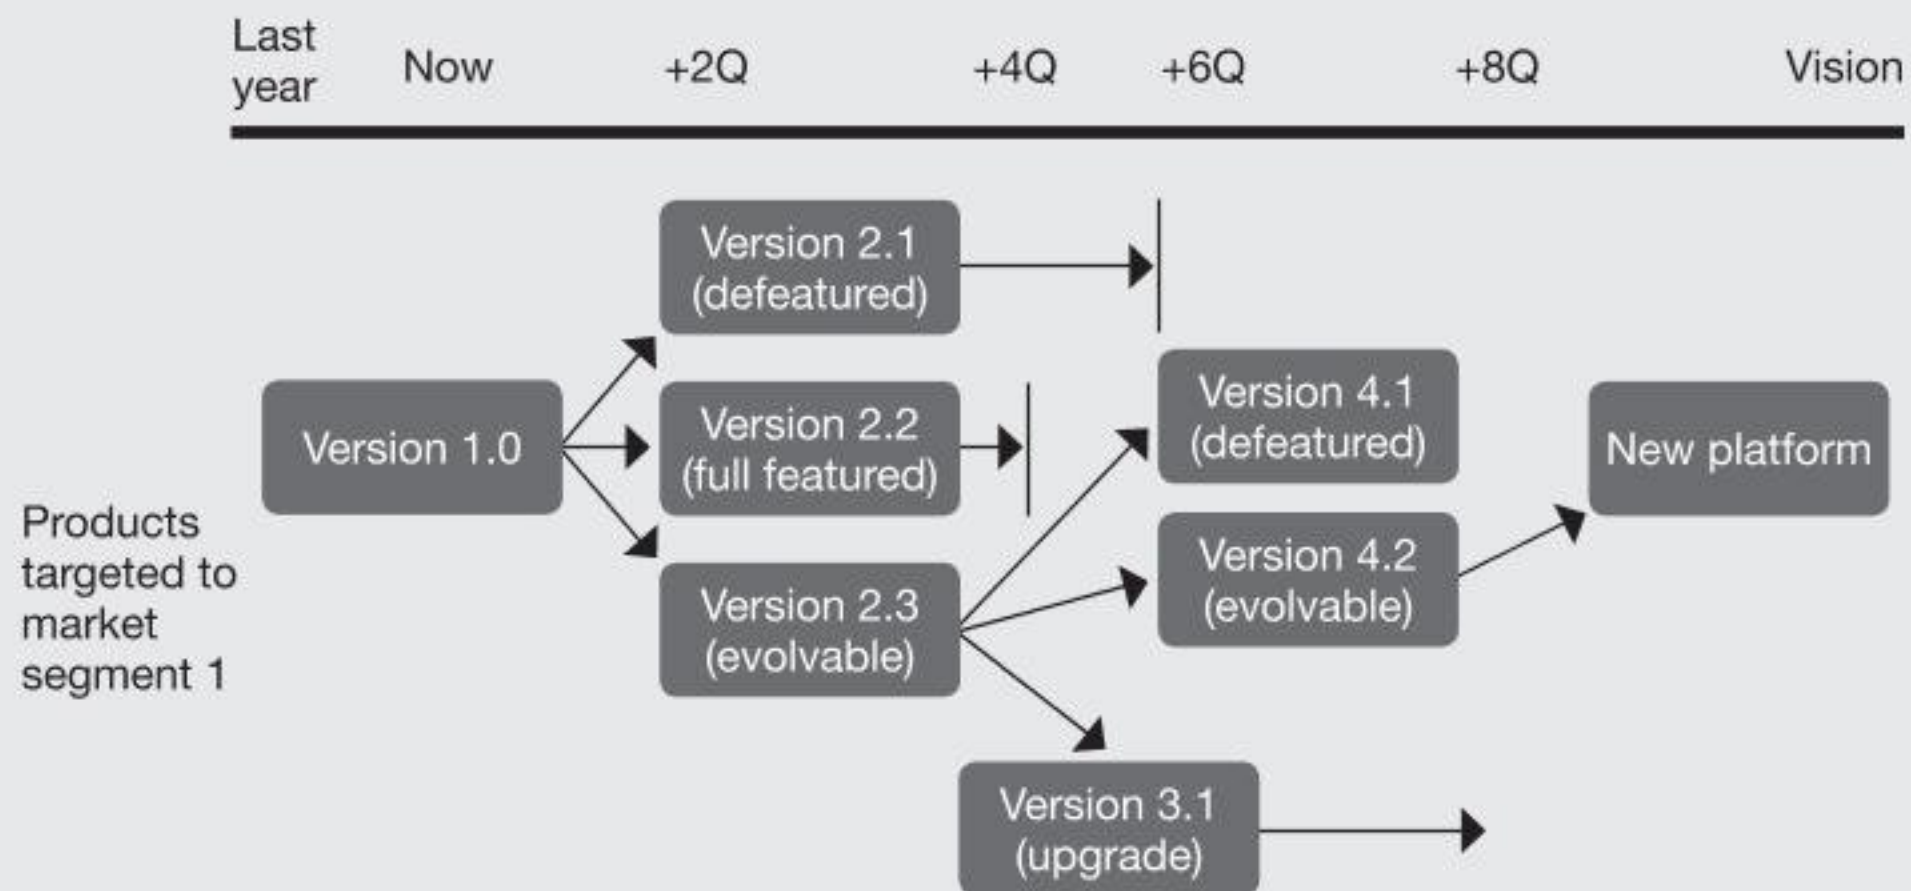 Last
year
Now
+2Q
+4Q
+6Q
+8Q
Vision
Version 2.1
(defeatured)
Version 1.0
Version 2.2
(full featured)
Version 4.1
(defeatured)
New platform
Products
targeted to
market
segment 1
Version 2.3
(evolvable)
Version 4.2
(evolvable)
Version 3.1
(upgrade)